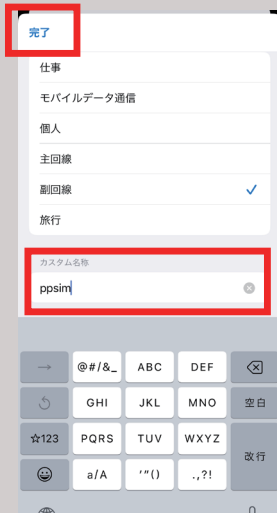 完了
仕事
モバイルデータ通信
個人
主回線
副回線
旅行
カスタム名称
ppsim
→ @#/&_ ABC DEF
GHI JKL MNO 空白
☆123 PQRS TUV WXYZ
改行
a/A '"() .,?!